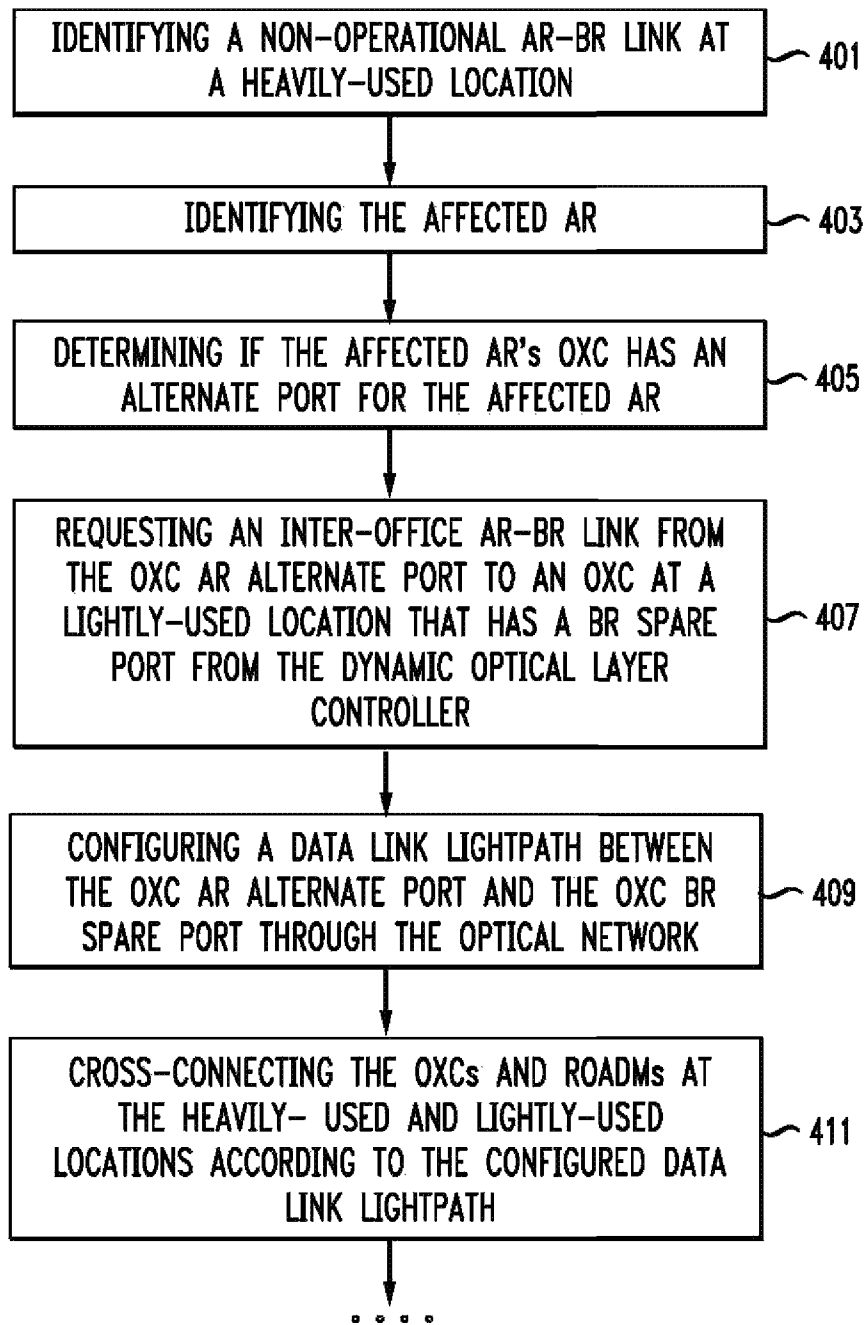 IDENTIFYING A NON-OPERATIONAL AR-BR LINK AT
A HEAVILY-USED LOCATION
401
IDENTIFYING THE AFFECTED AR
403
DETERMINING IF THE AFFECTED AR's OXC HAS AN
ALTERNATE PORT FOR THE AFFECTED AR
405
REQUESTING AN INTER-OFFICE AR-BR LINK FROM
THE OXC AR ALTERNATE PORT TO AN OXC AT A
LIGHTLY-USED LOCATION THAT HAS A BR SPARE
PORT FROM THE DYNAMIC OPTICAL LAYER
CONTROLLER
407
CONFIGURING A DATA LINK LIGHTPATH BETWEEN
THE OXC AR ALTERNATE PORT AND THE OXC BR
SPARE PORT THROUGH THE OPTICAL NETWORK
409
CROSS-CONNECTING THE OXCs AND ROADMs AT
THE HEAVILY- USED AND LIGHTLY-USED
LOCATIONS ACCORDING TO THE CONFIGURED DATA
LINK LIGHTPATH
411